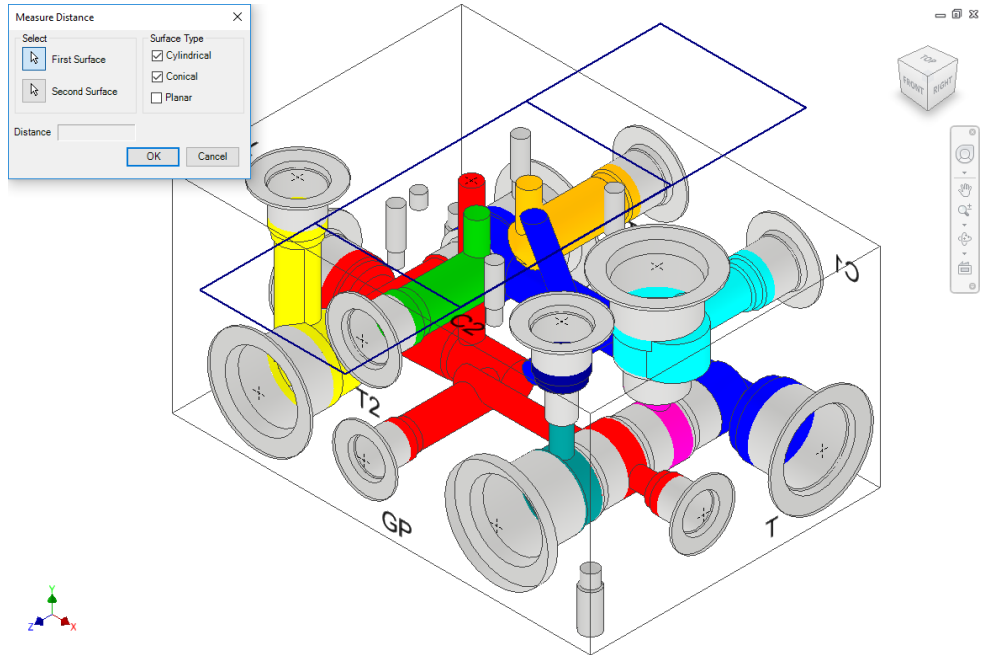 Measure Distance
Select
First Surface
Second Surface
Surface Type
Cylindrical
Conical
Planar
Distance
OK
Cancel
TOP
FRONT
RIGHT
C1
C2
T2
GP
T
Y
Z
X